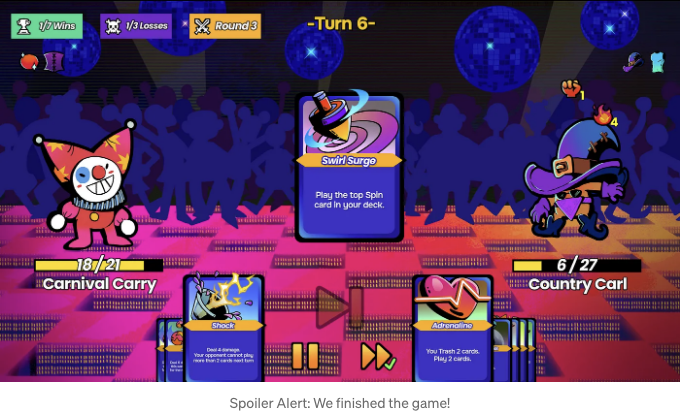 1/7 Wins
1/3 Losses
Round 3
-Turn 6-
1
4
Swirl Surge
Play the top Spin
card in your deck.
18/21
Carnival Carry
6/27
Country Carl
Shock
Deal 4 damage.
Your opponent cannot play
more than 2 cards next turn
Adrenaline
You Trash 2 cards.
Play 2 cards.
Spoiler Alert: We finished the game!